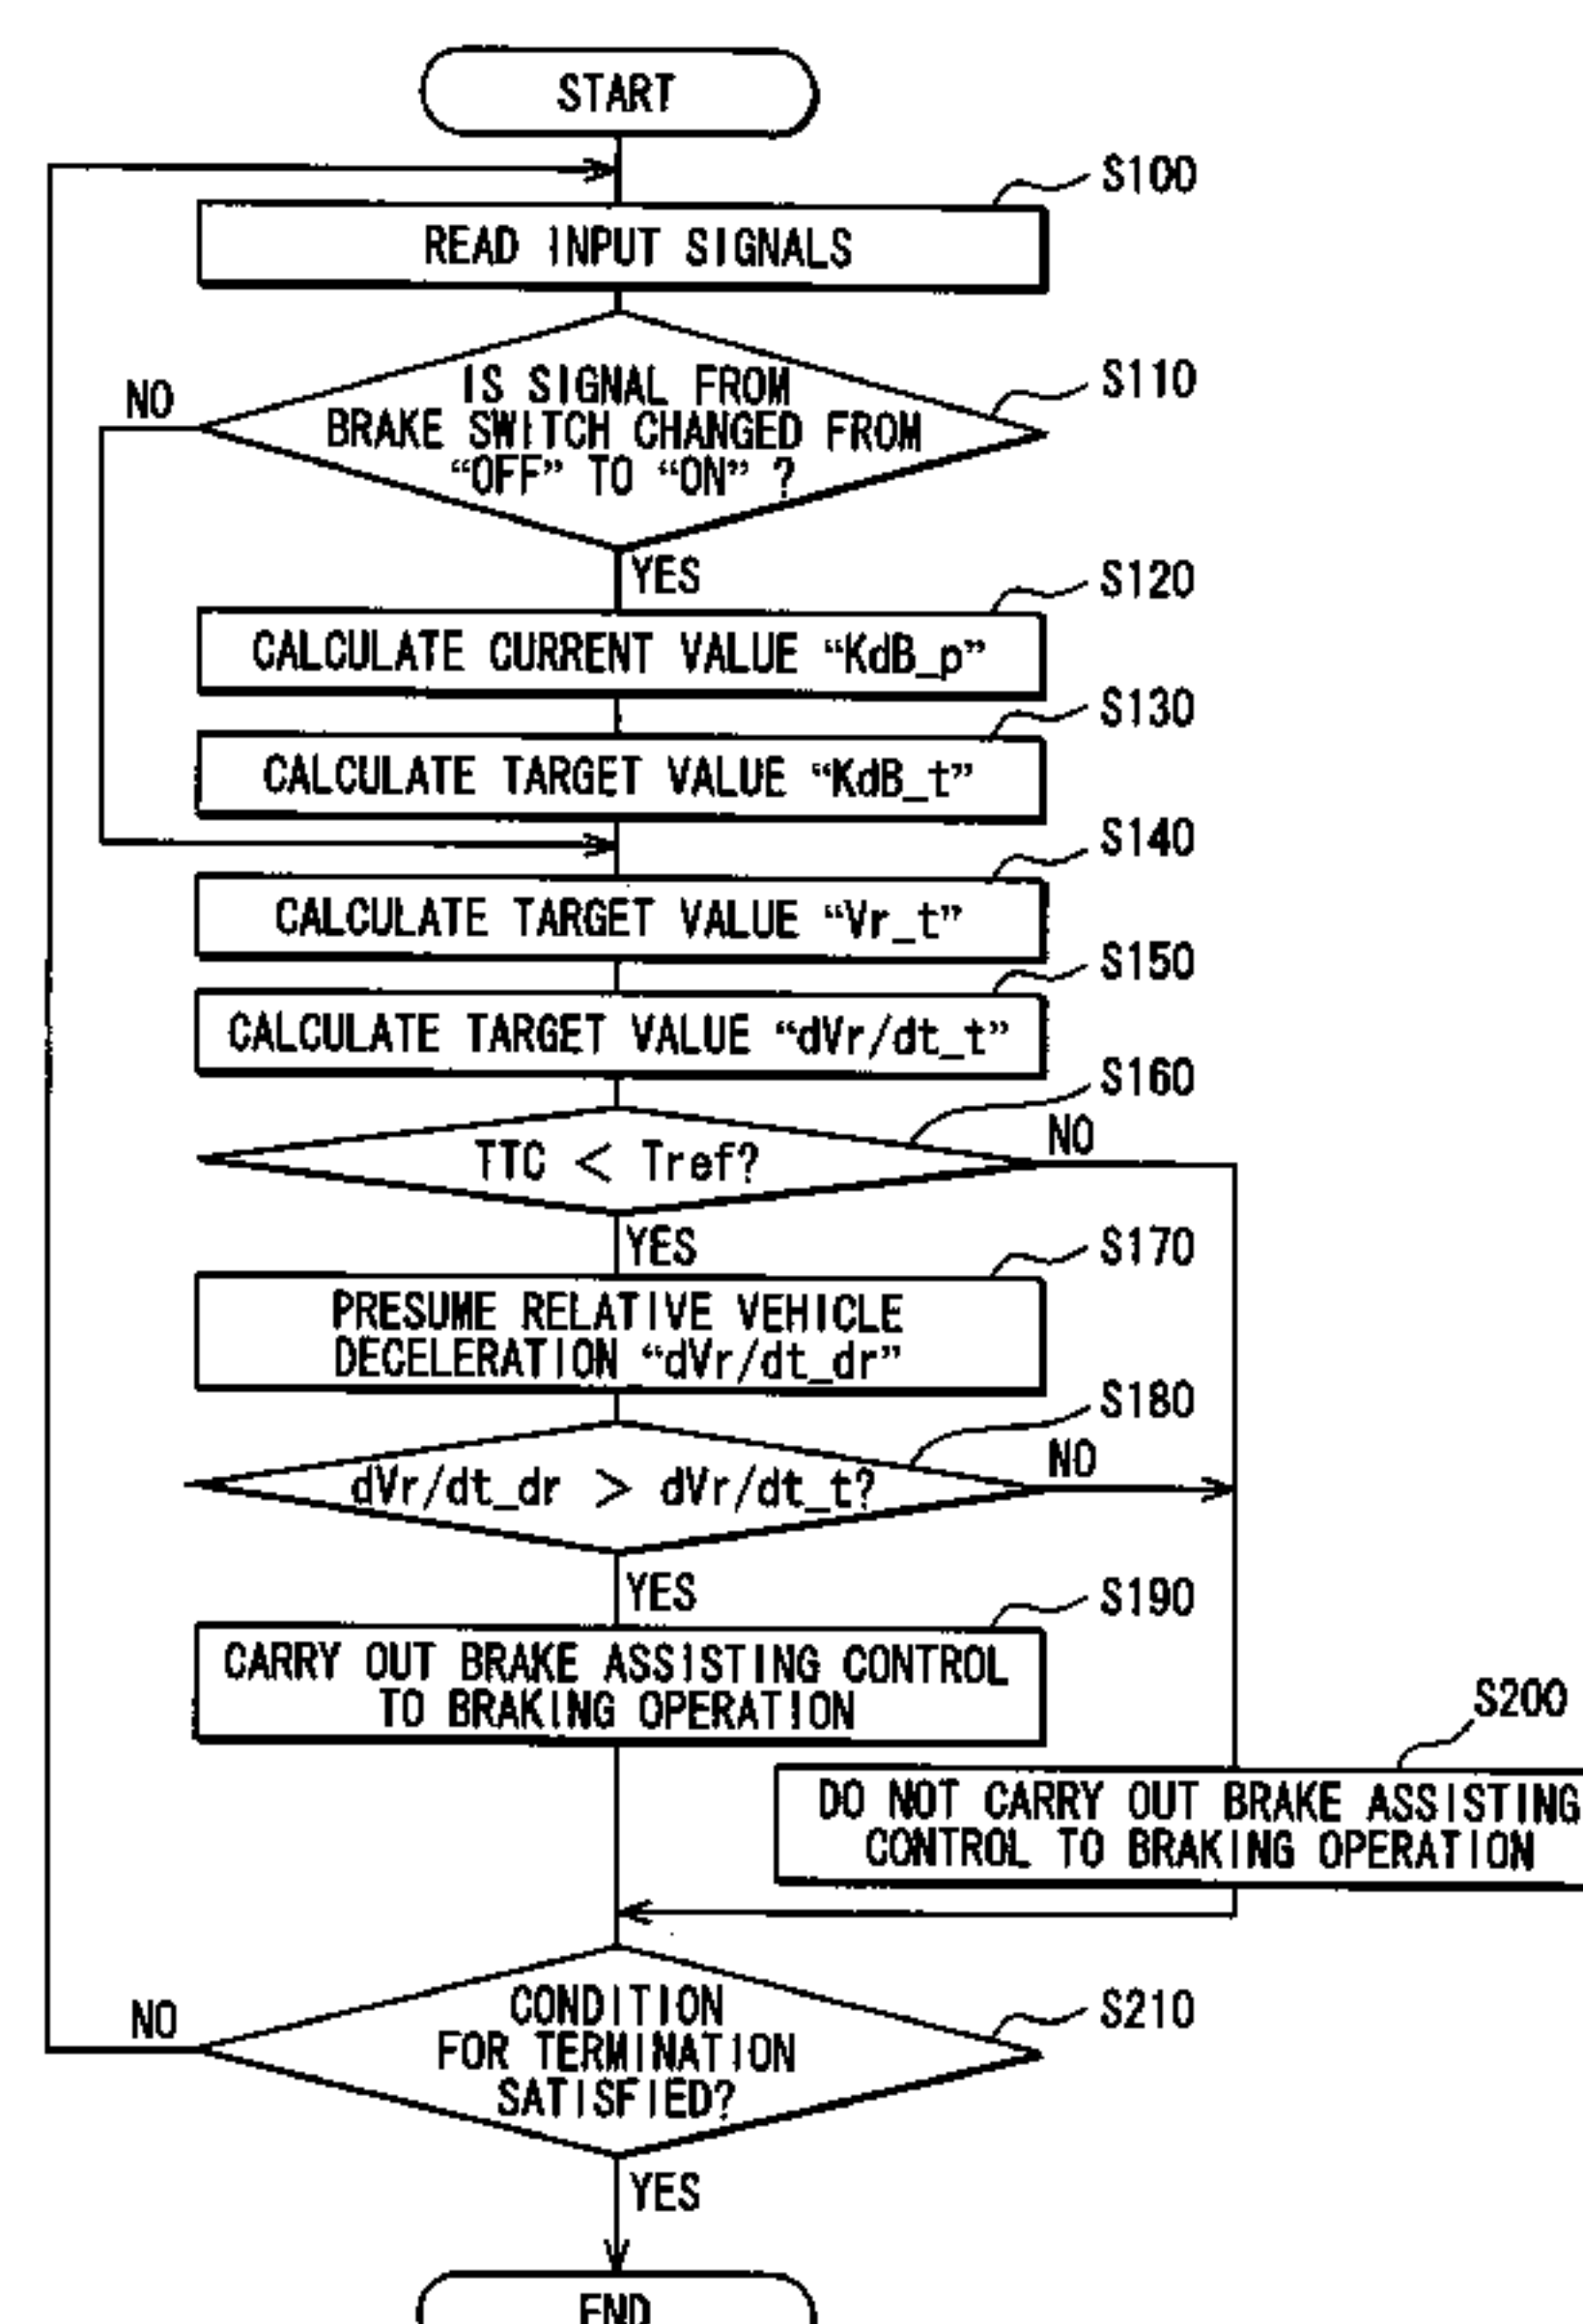 START
S100
READ INPUT SIGNALS
S110
NO
IS SIGNAL FROM
BRAKE SWITCH CHANGED FROM
“OFF” TO “ON” ?
YES
S120
CALCULATE CURRENT VALUE “KdB_p”
S130
CALCULATE TARGET VALUE “KdB_t”
S140
CALCULATE TARGET VALUE “Vr_t”
S150
CALCULATE TARGET VALUE “dVr/dt_t”
S160
NO
TTC < Tref?
YES
S170
PRESUME RELATIVE VEHICLE
DECELERATION “dVr/dt_dr”
S180
NO
dVr/dt_dr > dVr/dt_t?
YES
S190
CARRY OUT BRAKE ASSISTING CONTROL
TO BRAKING OPERATION
S200
DO NOT CARRY OUT BRAKE ASSISTING
CONTROL TO BRAKING OPERATION
S210
NO
CONDITION
FOR TERMINATION
SATISFIED?
YES
END